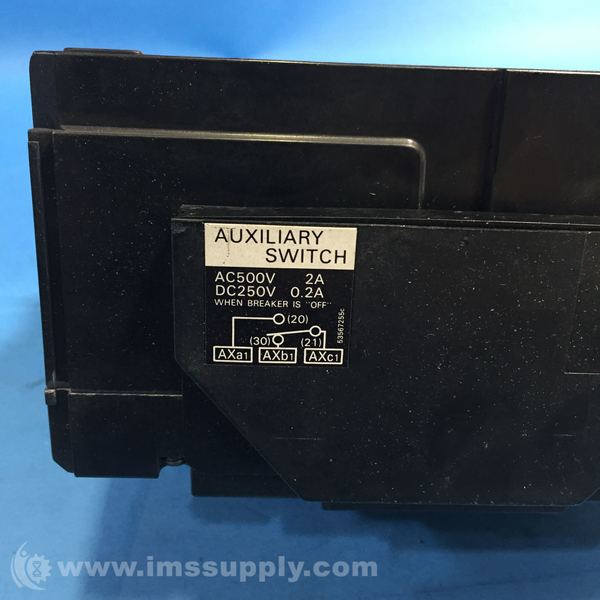 AUXILIARY
SWITCH
AC500V 2A
DC250V 0.2A
WHEN BREAKER IS "OFF"
(20)
(30) (21)
AXa1 AXb1 AXc1
53567255c
www.imssupply.com